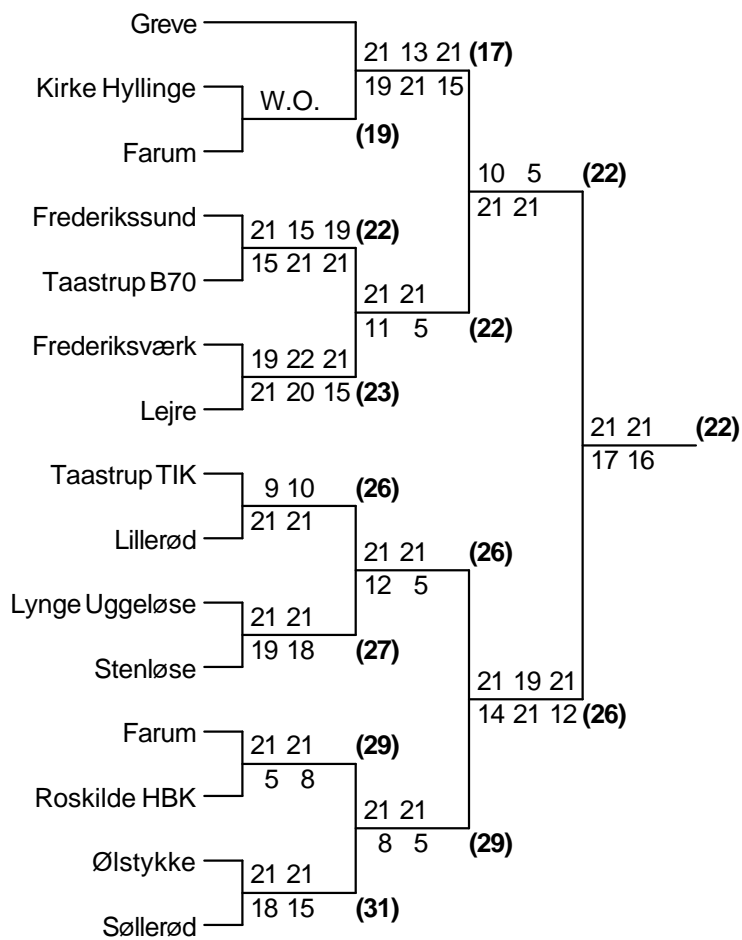 Greve
21 13 21 (17)
19 21 15
Kirke Hyllinge
W.O.
(19)
Farum
10 5 (22)
21 21
Frederikssund
21 15 19 (22)
15 21 21
Taastrup B70
21 21
11 5 (22)
Frederiksværk
19 22 21
21 20 15 (23)
Lejre
21 21 (22)
17 16
Taastrup TIK
9 10 (26)
21 21
Lillerød
21 21 (26)
12 5
Lynge Uggeløse
21 21
19 18 (27)
Stenløse
21 19 21
14 21 12 (26)
Farum
21 21 (29)
5 8
Roskilde HBK
21 21
8 5 (29)
Ølstykke
21 21
18 15 (31)
Søllerød